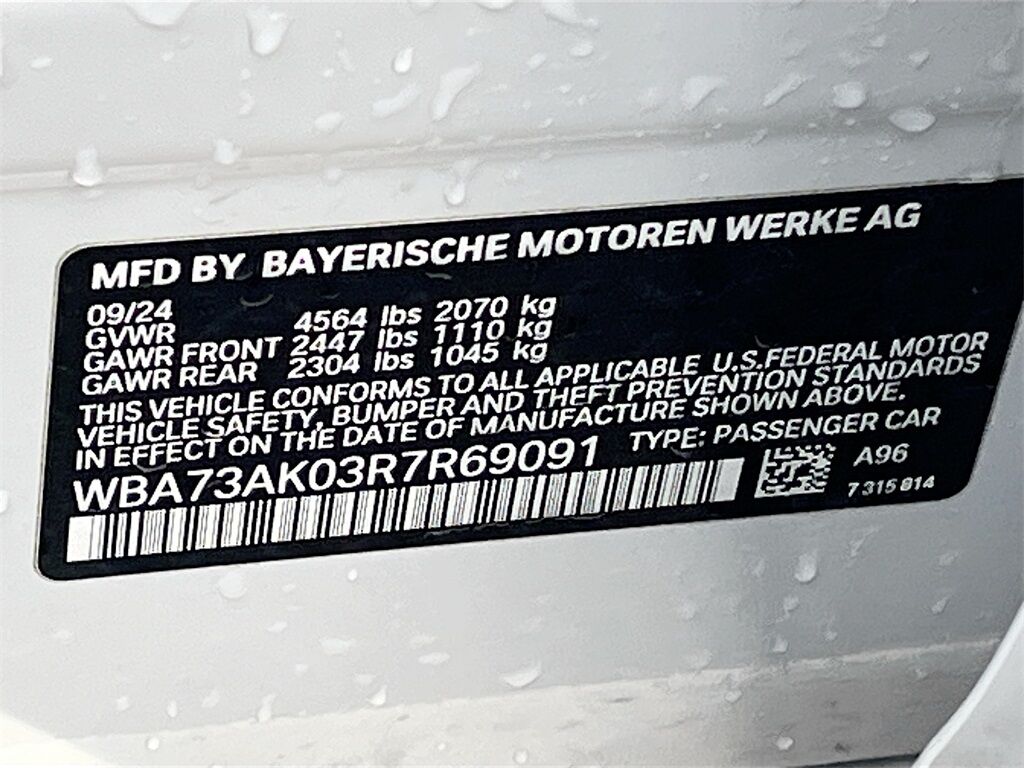 MFD BY BAYERISCHE MOTOREN WERKE AG
09/24
GVWR 4564 lbs 2070 kg
GAWR FRONT 2447 lbs 1110 kg
GAWR REAR 2304 lbs 1045 kg
THIS VEHICLE CONFORMS TO ALL APPLICABLE U.S.FEDERAL MOTOR
VEHICLE SAFETY, BUMPER AND THEFT PREVENTION STANDARDS
IN EFFECT ON THE DATE OF MANUFACTURE SHOWN ABOVE.
WBA73AK03R7R69091 TYPE: PASSENGER CAR
A96
7 315 814